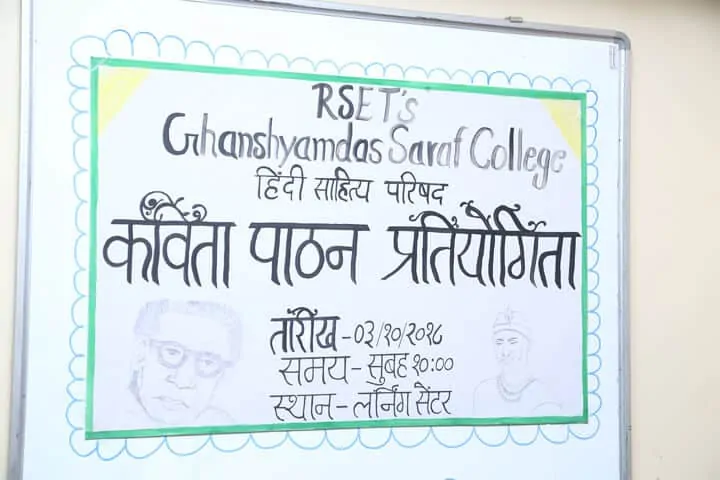 RSET's
Ghanshyamdas Saraf College
हिंदी साहित्य परिषद
कविता पाठन प्रतियोगिता
तारीख - ०३/१०/२०१८
समय - सुबह १०:००
स्थान - लर्निंग सेंटर